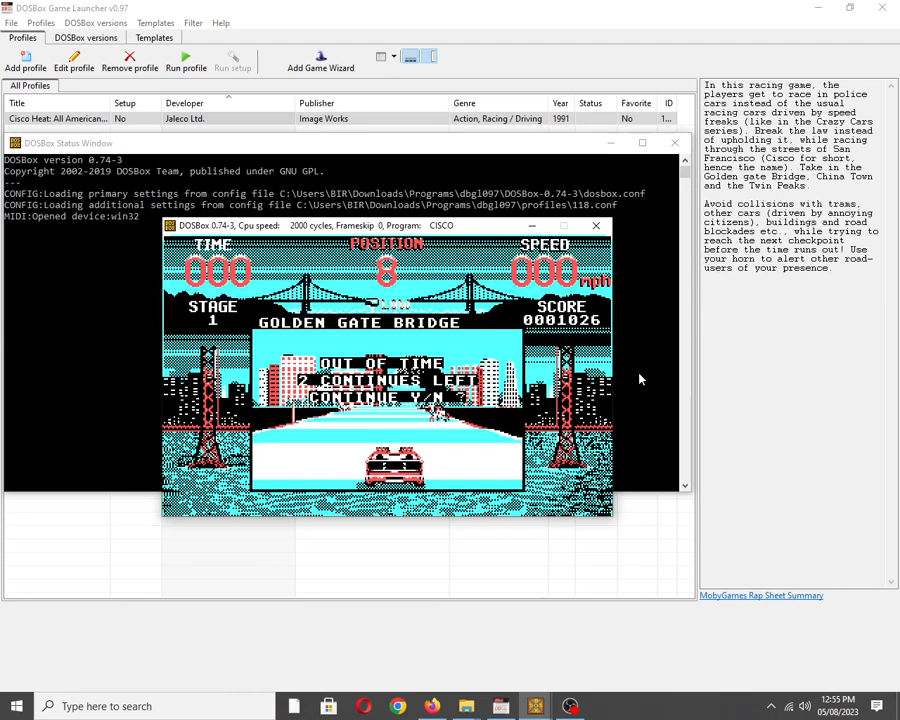 DOSBox Game Launcher v0.97
File Profiles DOSBox versions Templates Filter Help
Profiles DOSBox versions Templates
Add profile Edit profile Remove profile Run profile Run setup Add Game Wizard
All Profiles
Title Setup Developer Publisher Genre Year Status Favorite ID
Cisco Heat: All American... No Jaleco Ltd. Image Works Action, Racing / Driving 1991 No 1...
DOSBox Status Window
DOSBox version 0.74-3
Copyright 2002-2019 DOSBox Team, published under GNU GPL.
---
CONFIG:Loading primary settings from config file C:\Users\BIR\Downloads\Programs\dbgl097\DOSBox-0.74-3\dosbox.conf
CONFIG:Loading additional settings from config file C:\Users\BIR\Downloads\Programs\dbgl097\profiles\118.conf
MIDI:Opened device:win32
DOSBox 0.74-3, Cpu speed: 2000 cycles, Frameskip 0, Program: CISCO
TIME POSITION SPEED
000 8 000mph
STAGE SCORE
1 0001026
GOLDEN GATE BRIDGE
OUT OF TIME
2 CONTINUES LEFT
CONTINUE Y/N ?
In this racing game, the
players get to race in police
cars instead of the usual
racing cars driven by speed
freaks (like in the Crazy Cars
series). Break the law instead
of upholding it, while racing
through the streets of San
Francisco (Cisco for short,
hence the name). Take in the
Golden gate Bridge, China Town
and the Twin Peaks.
Avoid collisions with trams,
other cars (driven by annoying
citizens), buildings and road
blockades etc., while trying to
reach the next checkpoint
before the time runs out! Use
your horn to alert other road-
users of your presence.
MobyGames Rap Sheet Summary
Type here to search
12:55 PM
05/08/2023